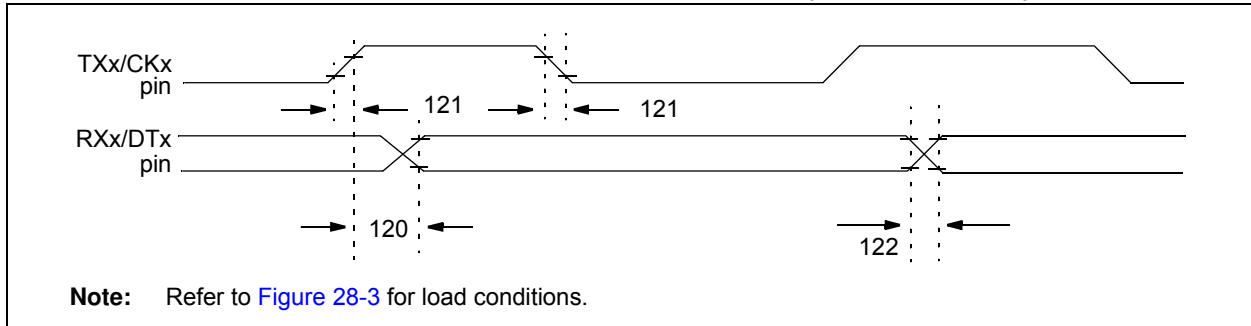 TXx/CKx
pin
121
121
RXx/DTx
pin
120
122
Note: Refer to Figure 28-3 for load conditions.